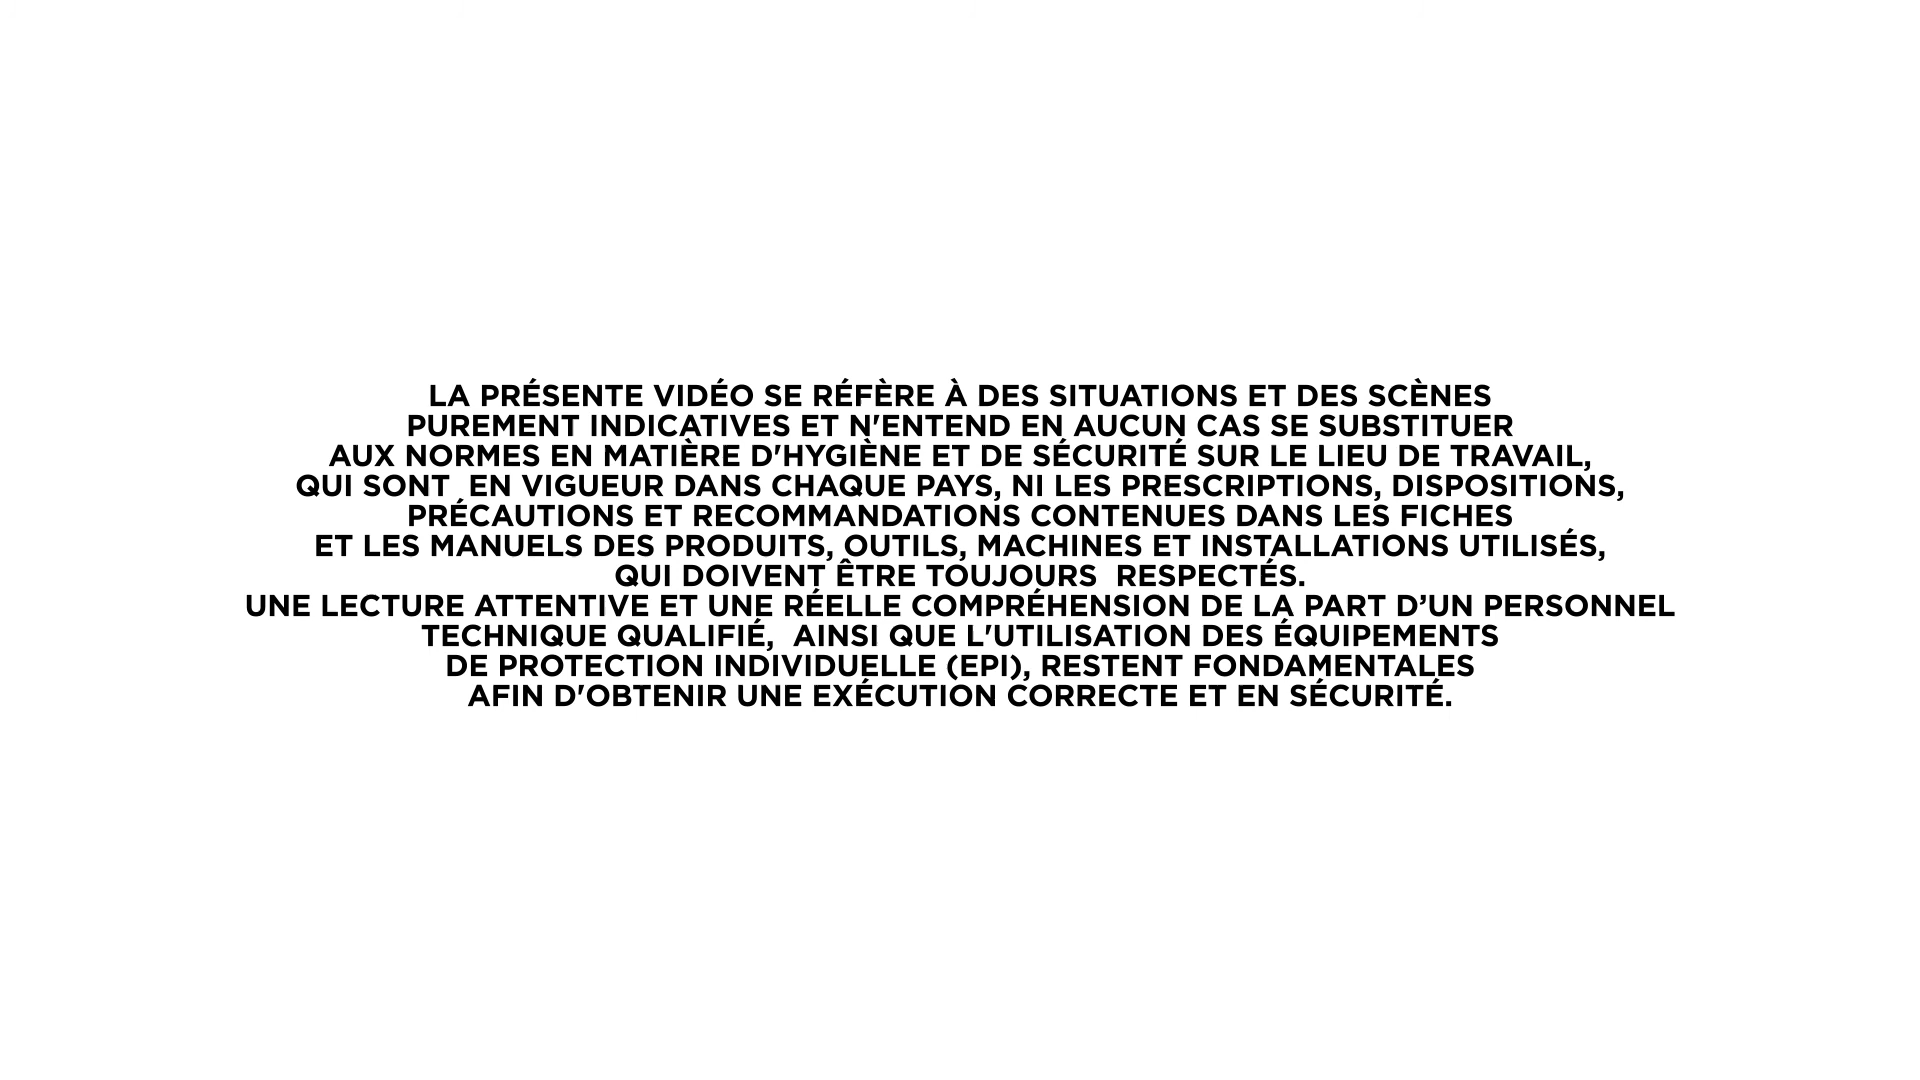 LA PRÉSENTE VIDÉO SE RÉFÈRE À DES SITUATIONS ET DES SCÈNES
PUREMENT INDICATIVES ET N'ENTEND EN AUCUN CAS SE SUBSTITUER
AUX NORMES EN MATIÈRE D'HYGIÈNE ET DE SÉCURITÉ SUR LE LIEU DE TRAVAIL,
QUI SONT  EN VIGUEUR DANS CHAQUE PAYS, NI LES PRESCRIPTIONS, DISPOSITIONS,
PRÉCAUTIONS ET RECOMMANDATIONS CONTENUES DANS LES FICHES
ET LES MANUELS DES PRODUITS, OUTILS, MACHINES ET INSTALLATIONS UTILISÉS,
QUI DOIVENT ÊTRE TOUJOURS  RESPECTÉS.
UNE LECTURE ATTENTIVE ET UNE RÉELLE COMPRÉHENSION DE LA PART D’UN PERSONNEL
TECHNIQUE QUALIFIÉ,  AINSI QUE L'UTILISATION DES ÉQUIPEMENTS
DE PROTECTION INDIVIDUELLE (EPI), RESTENT FONDAMENTALES
AFIN D'OBTENIR UNE EXÉCUTION CORRECTE ET EN SÉCURITÉ.